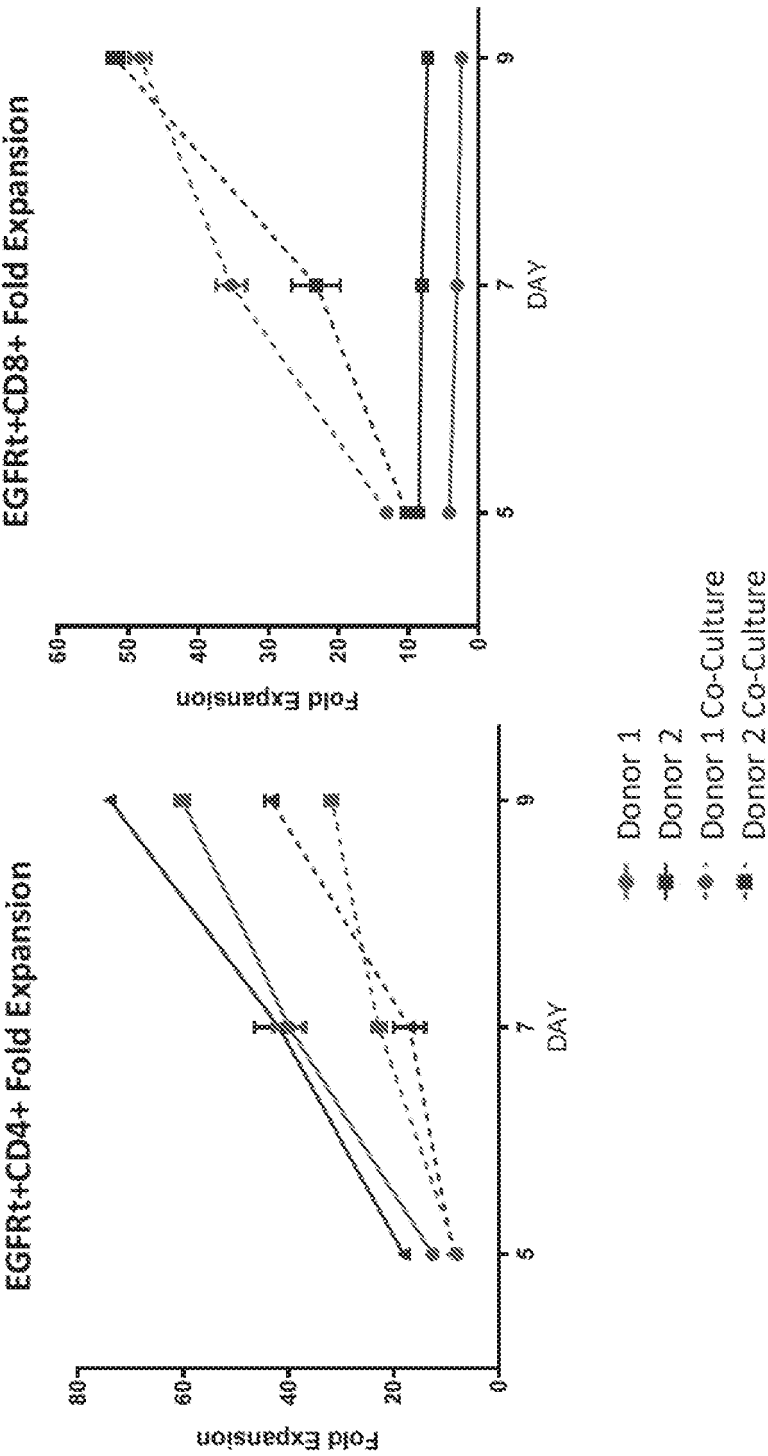 EGFRt+CD4+ Fold Expansion
Fold Expansion
80
60
40
20
0
5
7
9
DAY
EGFRt+CD8+ Fold Expansion
Fold Expansion
60
50
40
30
20
10
0
5
7
9
DAY
Donor 1
Donor 2
Donor 1 Co-Culture
Donor 2 Co-Culture